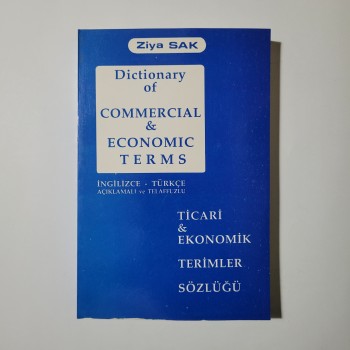 Ziya SAK
Dictionary
of
COMMERCIAL
&
ECONOMIC
TERMS
İNGİLİZCE - TÜRKÇE
AÇIKLAMALI ve TELAFFUZLU
TİCARİ
&
EKONOMİK
TERİMLER
SÖZLÜĞÜ